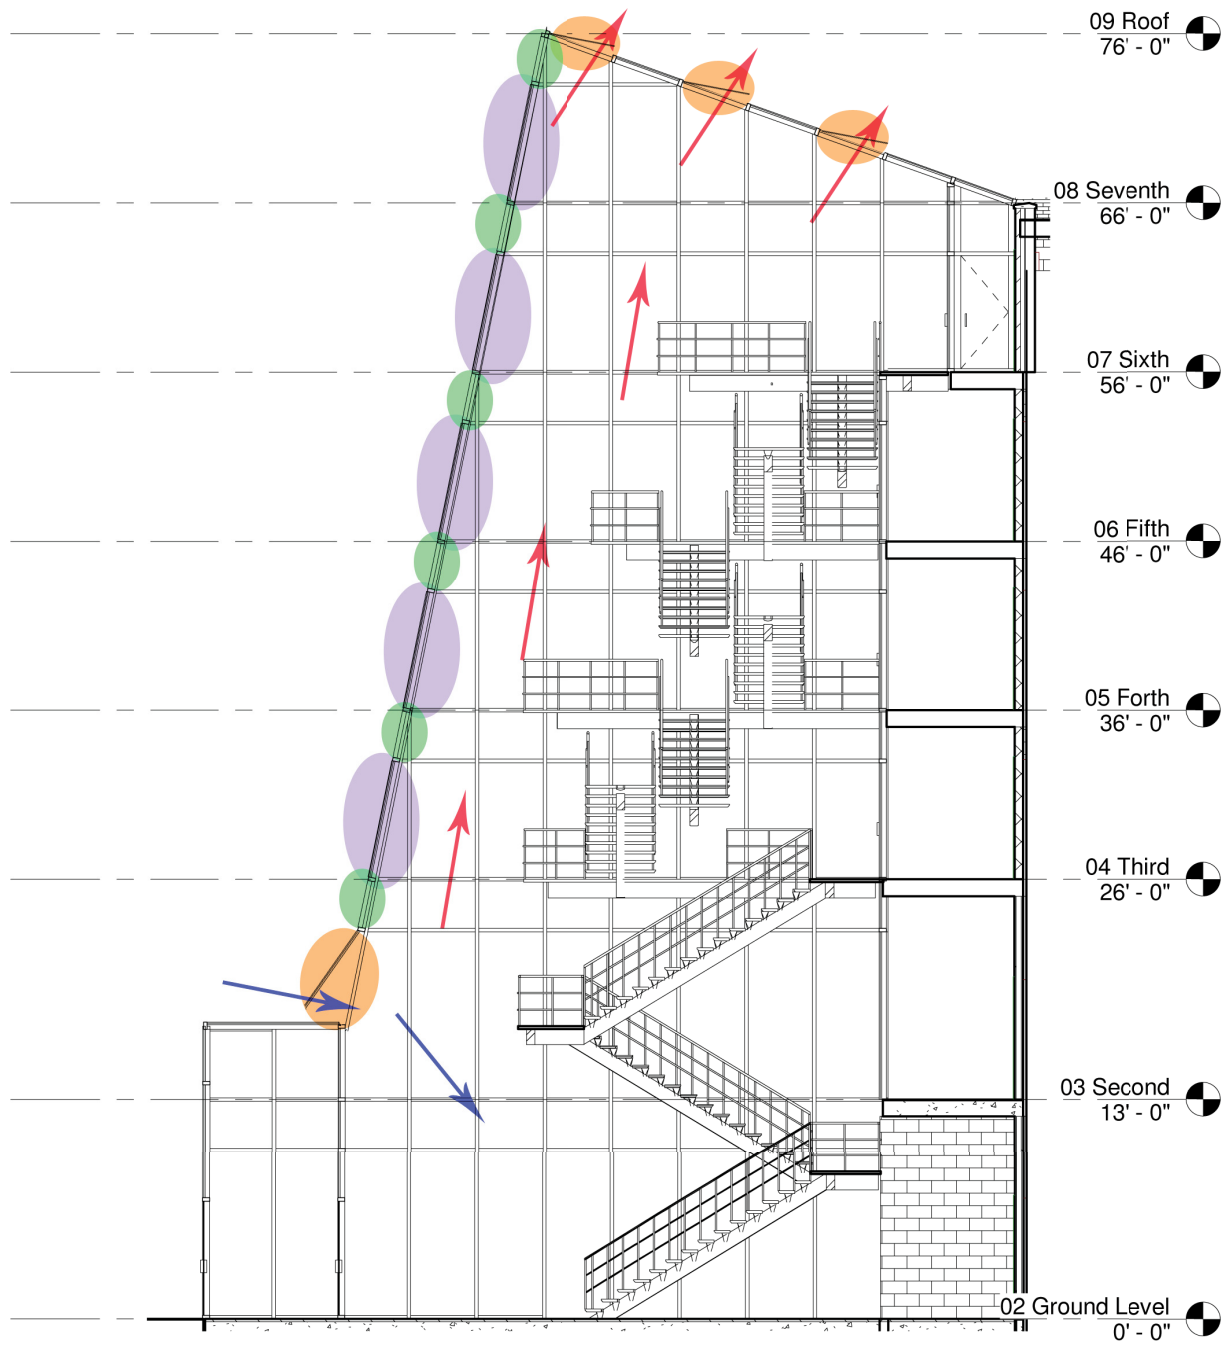 09 Roof
76' - 0"
08 Seventh
66' - 0"
07 Sixth
56' - 0"
06 Fifth
46' - 0"
05 Forth
36' - 0"
04 Third
26' - 0"
03 Second
13' - 0"
02 Ground Level
0' - 0"